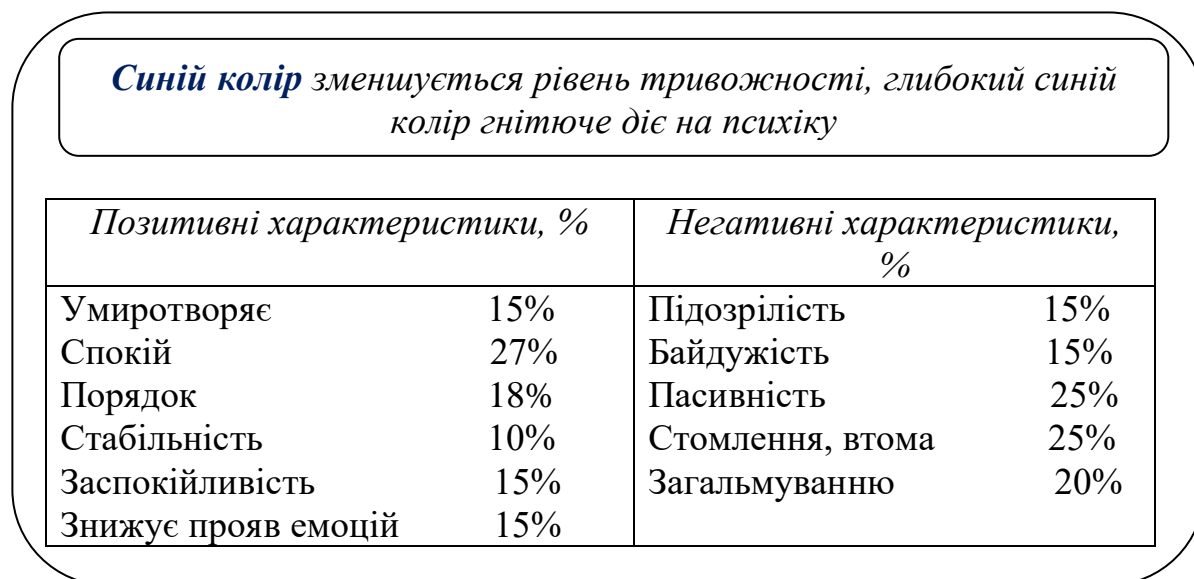 Синій колір зменшується рівень тривожності, глибокий синій
колір гнітюче діє на психіку
Позитивні характеристики, %
Негативні характеристики,
%
Умиротворяє 15%
Спокій 27%
Порядок 18%
Стабільність 10%
Заспокійливість 15%
Знижує прояв емоцій 15%
Підозрілість 15%
Байдужість 15%
Пасивність 25%
Стомлення, втома 25%
Загальмуванню 20%